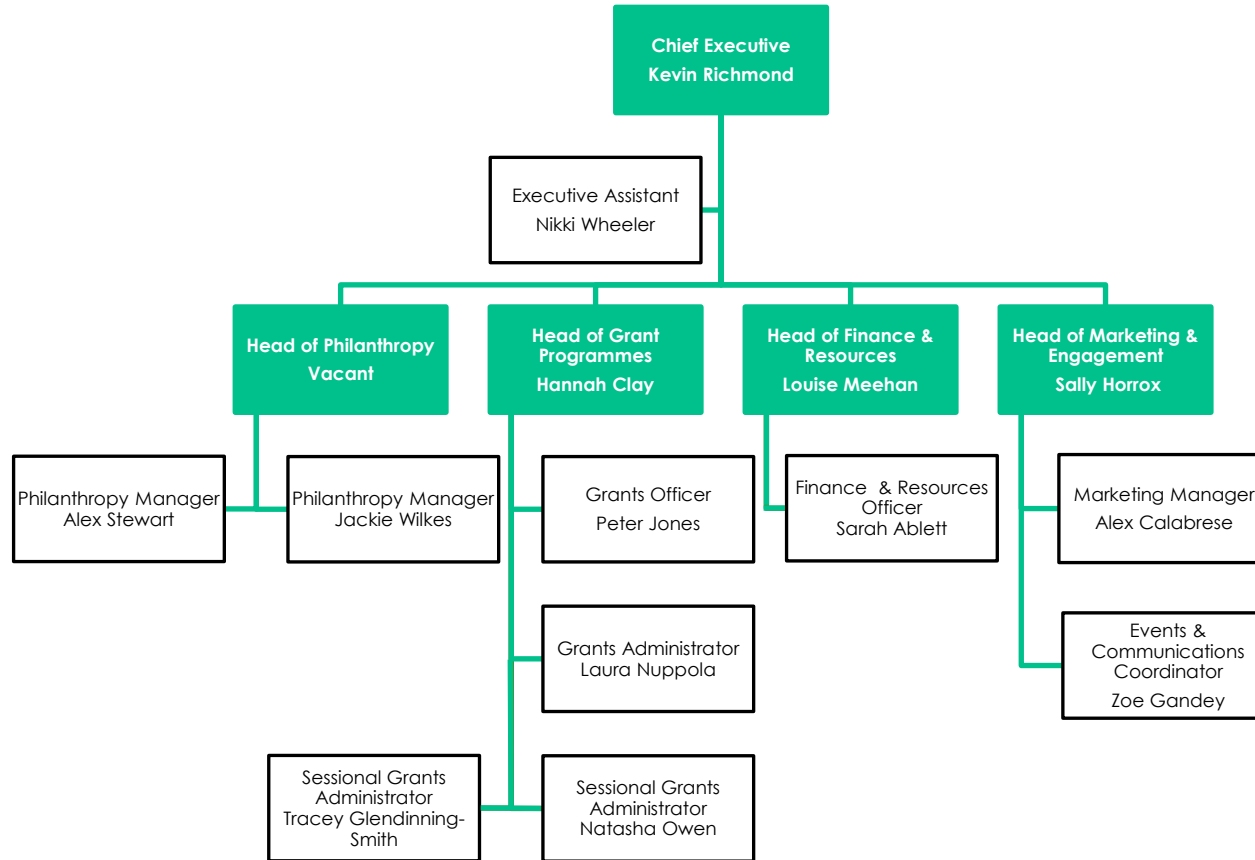 Chief Executive
Kevin Richmond
Executive Assistant
Nikki Wheeler
Head of Philanthropy
Vacant
Head of Grant
Programmes
Hannah Clay
Head of Finance &
Resources
Louise Meehan
Head of Marketing &
Engagement
Sally Horrox
Philanthropy Manager
Alex Stewart
Philanthropy Manager
Jackie Wilkes
Grants Officer
Peter Jones
Finance  & Resources
Officer
Sarah Ablett
Marketing Manager
Alex Calabrese
Grants Administrator
Laura Nuppola
Events &
Communications
Coordinator
Zoe Gandey
Sessional Grants
Administrator
Tracey Glendinning-
Smith
Sessional Grants
Administrator
Natasha Owen